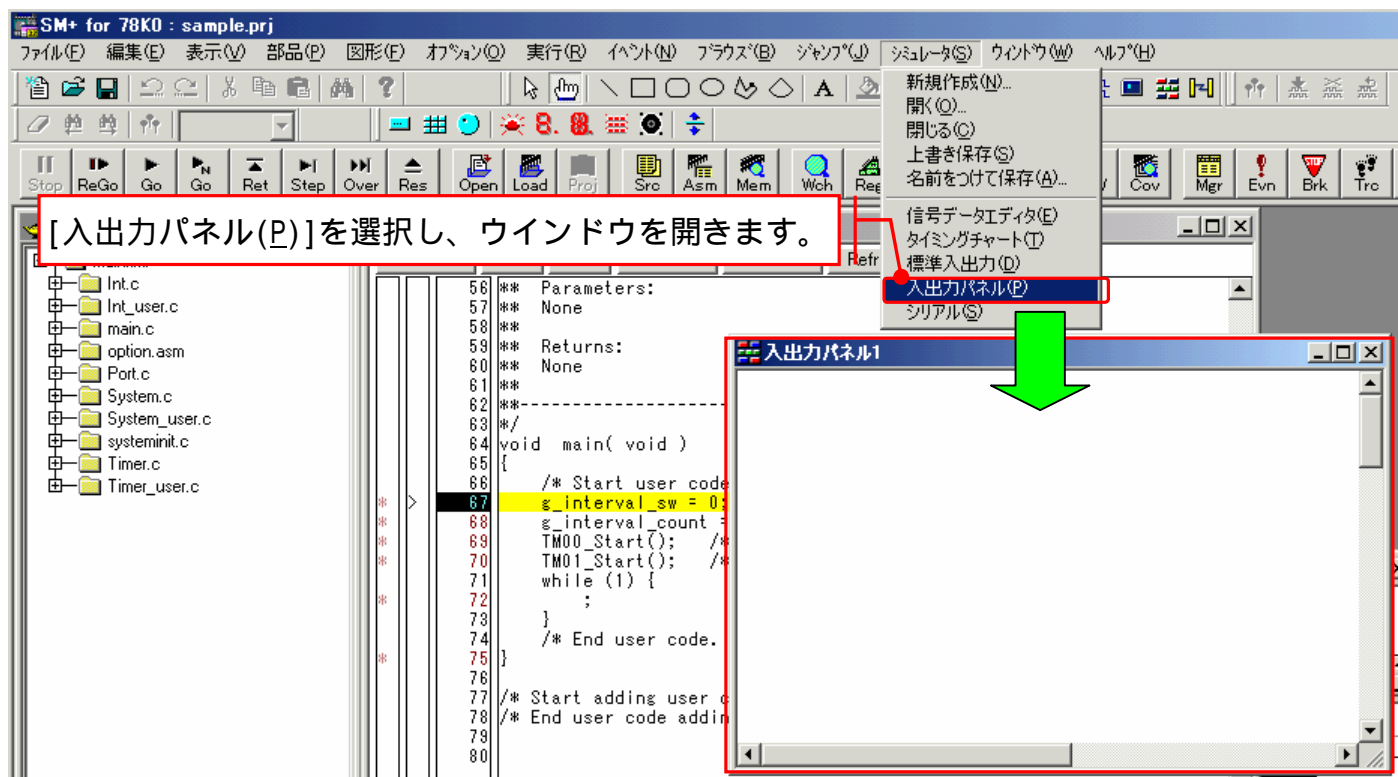 SM+ for 78K0 : sample.prj
ファイル(F) 編集(E) 表示(V) 部品(P) 図形(F) オプション(O) 実行(R) イベント(N) ブラウズ(B) ジャンプ(J) シミュレータ(S) ウィンドウ(W) ヘルプ(H)
新規作成(N)...
開く(O)...
閉じる(C)
上書き保存(S)
名前をつけて保存(A)...
信号データエディタ(E)
タイミングチャート(T)
標準入出力(D)
入出力パネル(P)
シリアル(S)
Stop ReGo Go Go Ret Step Over Res Open Load Proj Src Asm Mem Wch Cov Mgr Evn Brk Trc
[入出力パネル(P)]を選択し、ウインドウを開きます。
Refr
Int.c
Int_user.c
main.c
option.asm
Port.c
System.c
System_user.c
systeminit.c
Timer.c
Timer_user.c
56 ** Parameters:
57 ** None
58 **
59 ** Returns:
60 ** None
61 **
62 **-----------------------
63 */
64 void main( void )
65 {
66 /* Start user code
* > 67 g_interval_sw = 0;
* 68 g_interval_count =
* 69 TM00_Start(); /*
* 70 TM01_Start(); /*
71 while (1) {
* 72 ;
73 }
74 /* End user code.
* 75 }
76
77 /* Start adding user
78 /* End user code addin
79
80
入出力パネル1